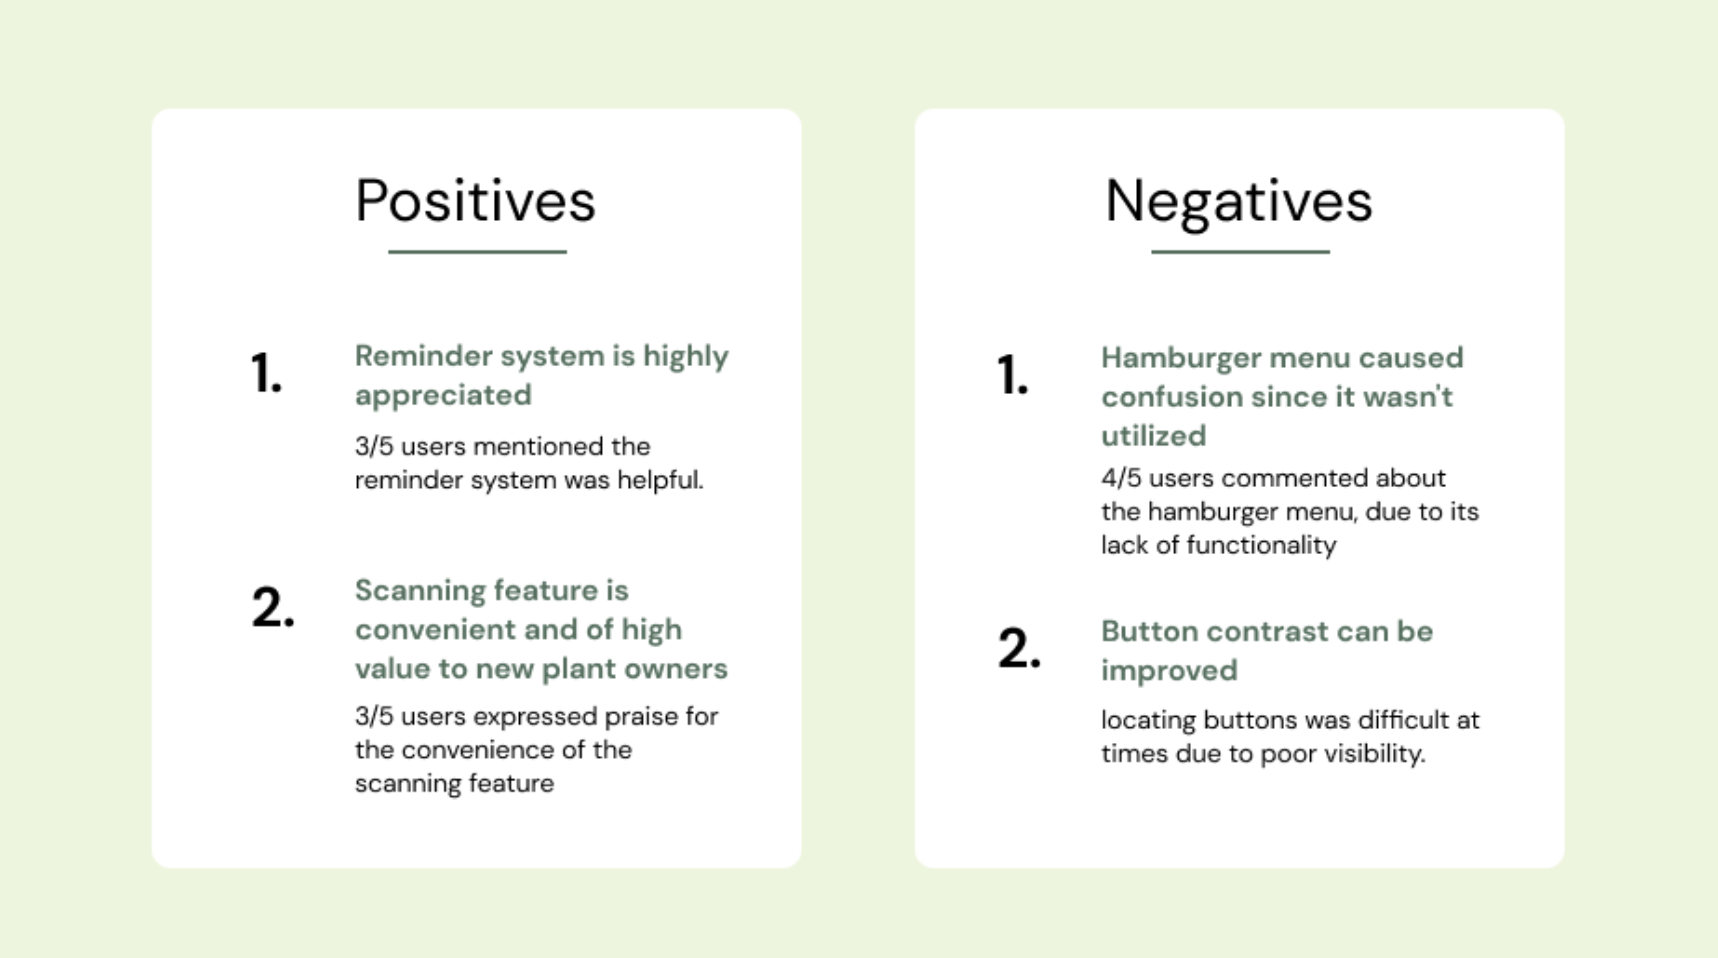 Positives
1.
Reminder system is highly
appreciated
3/5 users mentioned the
reminder system was helpful.
2.
Scanning feature is
convenient and of high
value to new plant owners
3/5 users expressed praise for
the convenience of the
scanning feature
Negatives
1.
Hamburger menu caused
confusion since it wasn't
utilized
4/5 users commented about
the hamburger menu, due to its
lack of functionality
2.
Button contrast can be
improved
locating buttons was difficult at
times due to poor visibility.